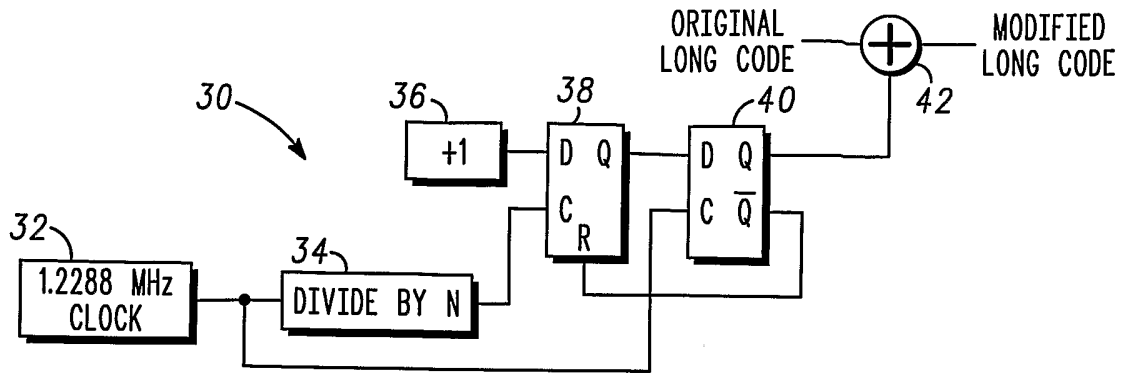 ORIGINAL
LONG CODE
MODIFIED
LONG CODE
42
30
36
38
40
+1
D Q
C
R
D Q
C Q̅
32
34
1.2288 MHz
CLOCK
DIVIDE BY N